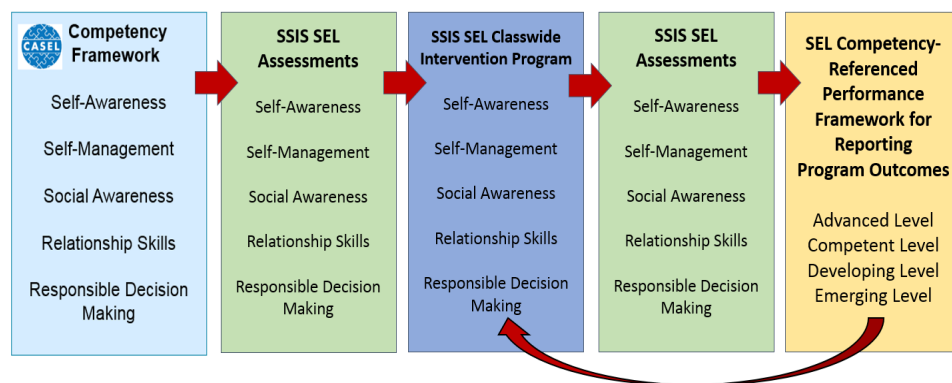 CASEL
Competency
Framework
Self-Awareness
Self-Management
Social Awareness
Relationship Skills
Responsible Decision
Making
SSIS SEL
Assessments
Self-Awareness
Self-Management
Social Awareness
Relationship Skills
Responsible Decision
Making
SSIS SEL Classwide
Intervention Program
Self-Awareness
Self-Management
Social Awareness
Relationship Skills
Responsible Decision
Making
SSIS SEL
Assessments
Self-Awareness
Self-Management
Social Awareness
Relationship Skills
Responsible Decision
Making
SEL Competency-
Referenced
Performance
Framework for
Reporting
Program Outcomes
Advanced Level
Competent Level
Developing Level
Emerging Level